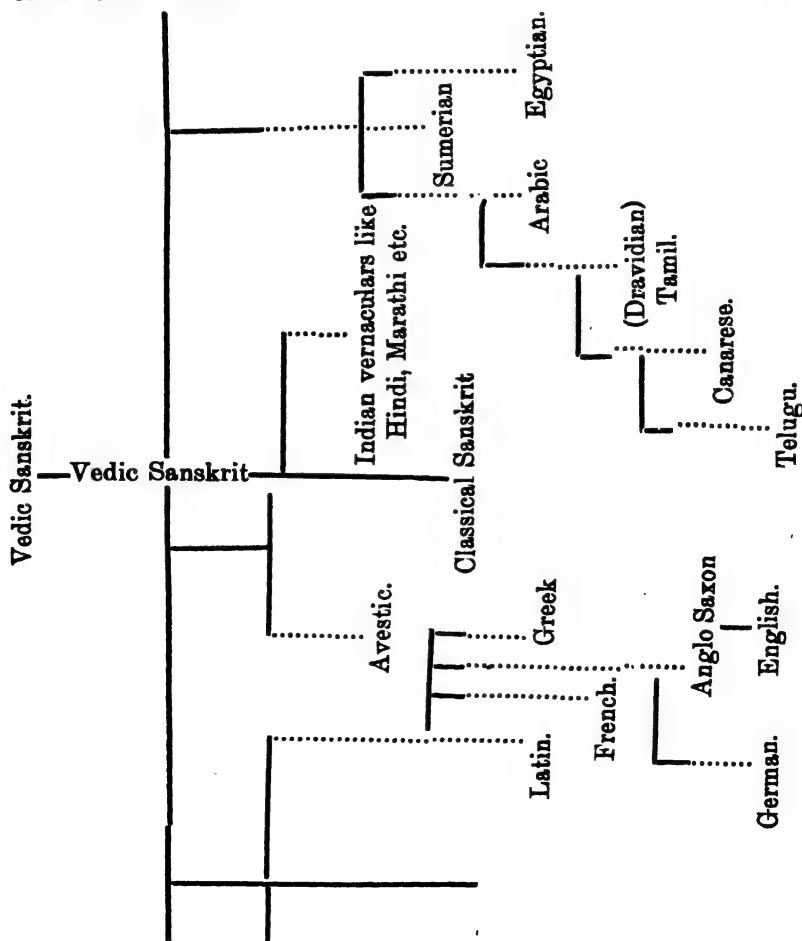 Vedic Sanskrit.
Vedic Sanskrit
Egyptian.
Sumerian
Arabic
Indian vernaculars like
Hindi, Marathi etc.
(Dravidian)
Tamil.
Canarese.
Telugu.
Classical Sanskrit
Avestic.
Greek
Latin.
French.
Anglo Saxon
English.
German.